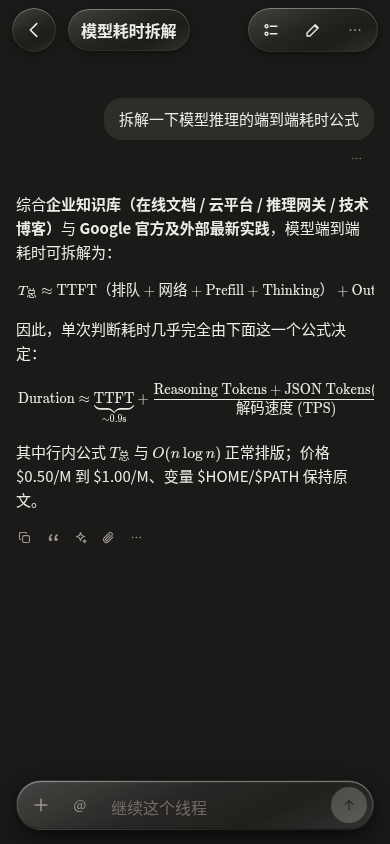 模型耗时拆解
拆解一下模型推理的端到端耗时公式
综合企业知识库（在线文档 / 云平台 / 推理网关 / 技术
博客）与 Google 官方及外部最新实践，模型端到端
耗时可拆解为：
T总 ≈ TTFT（排队 + 网络 + Prefill + Thinking） + Out
因此，单次判断耗时几乎完全由下面这一个公式决
定：
Duration ≈ TTFT + Reasoning Tokens + JSON Tokens(
~0.9s 解码速度 (TPS)
其中行内公式 T总 与 O(n log n) 正常排版；价格
$0.50/M 到 $1.00/M、变量 $HOME/$PATH 保持原
文。
@ 继续这个线程